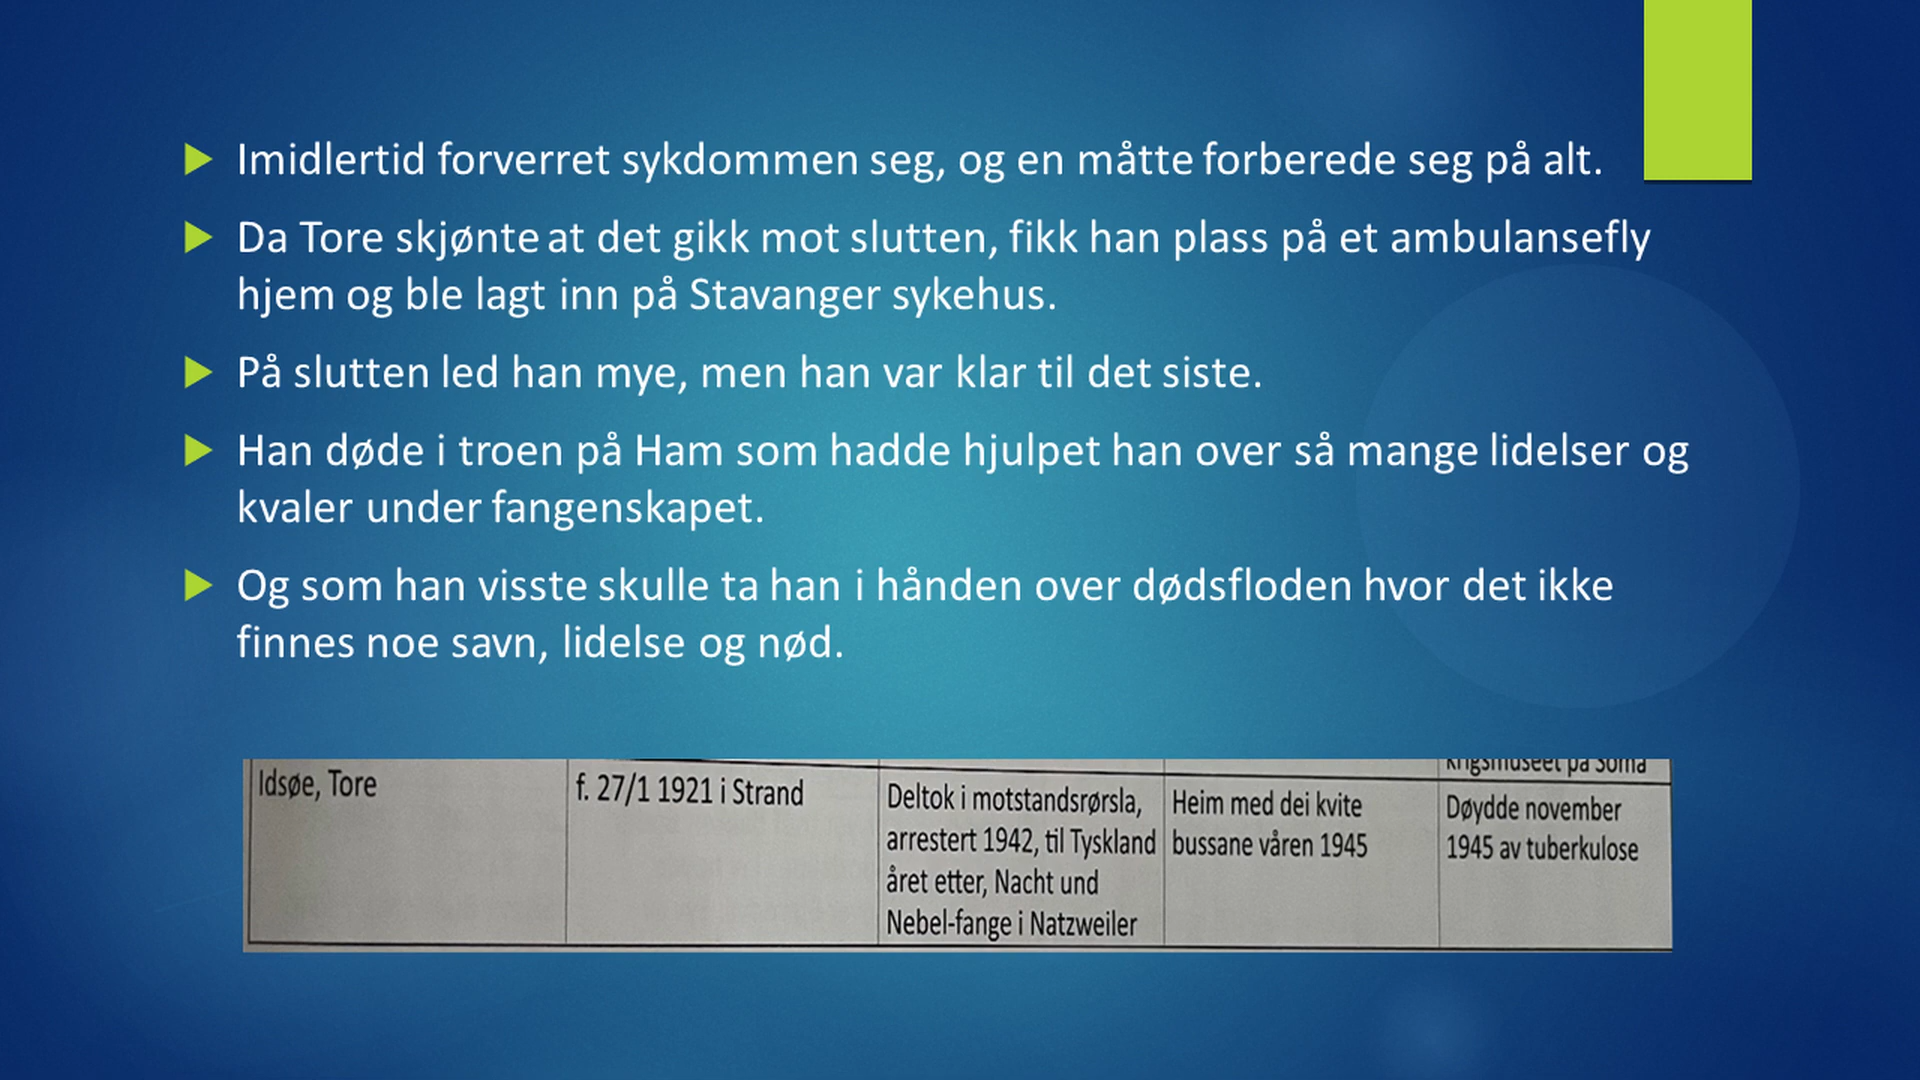 Imidlertid forverret sykdommen seg, og en måtte forberede seg på alt.
Da Tore skjønte at det gikk mot slutten, fikk han plass på et ambulansefly
hjem og ble lagt inn på Stavanger sykehus.
På slutten led han mye, men han var klar til det siste.
Han døde i troen på Ham som hadde hjulpet han over så mange lidelser og
kvaler under fangenskapet.
Og som han visste skulle ta han i hånden over dødsfloden hvor det ikke
finnes noe savn, lidelse og nød.
Krigsmuseet på Soma
Idsøe, Tore
f. 27/1 1921 i Strand
Deltok i motstandsrørsla,
arrestert 1942, til Tyskland
året etter, Nacht und
Nebel-fange i Natzweiler
Heim med dei kvite
bussane våren 1945
Døydde november
1945 av tuberkulose